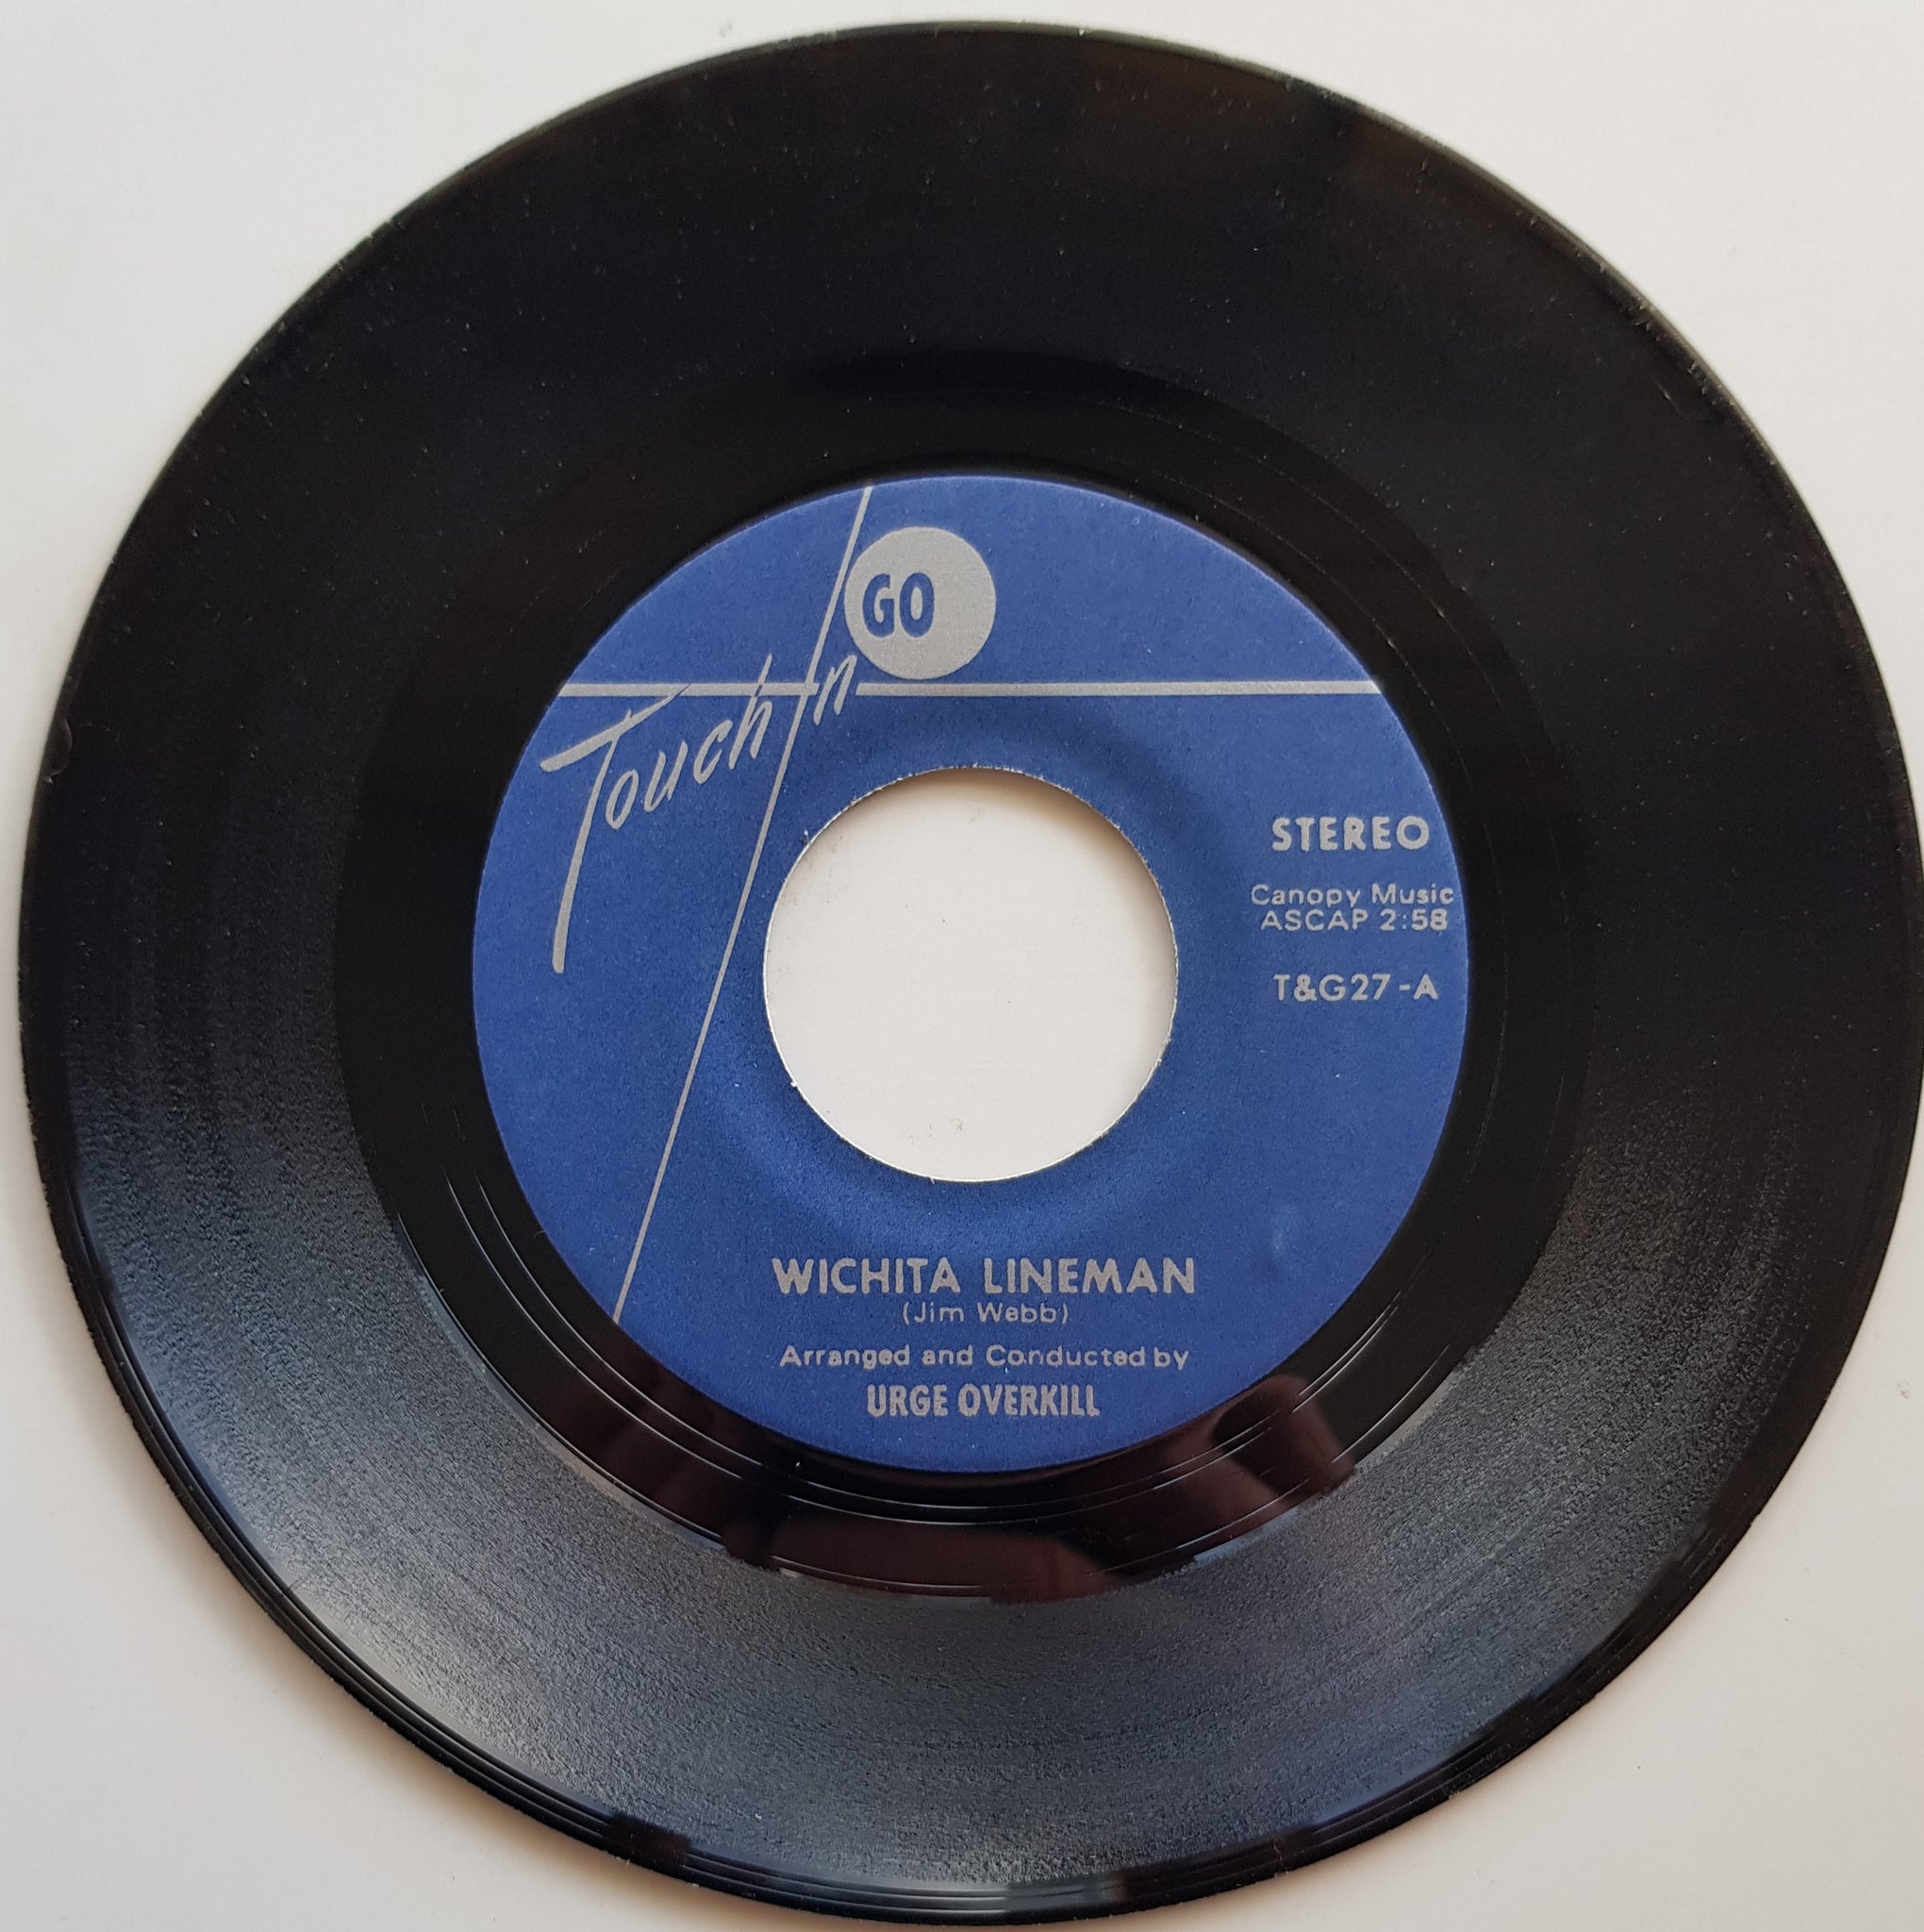 Touch n
GO
STEREO
Canopy Music
ASCAP 2:58
T&G27-A
WICHITA LINEMAN
(Jim Webb)
Arranged and Conducted by
URGE OVERKILL